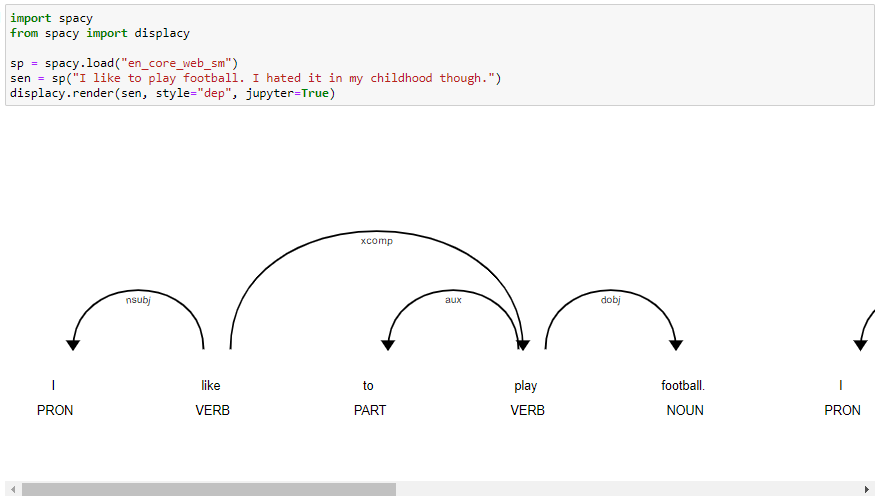 import spacy
from spacy import displacy
sp = spacy.load("en_core_web_sm")
sen = sp("I like to play football. I hated it in my childhood though.")
displacy.render(sen, style="dep", jupyter=True)
xcomp
nsubj aux dobj
I like to play football. I
PRON VERB PART VERB NOUN PRON